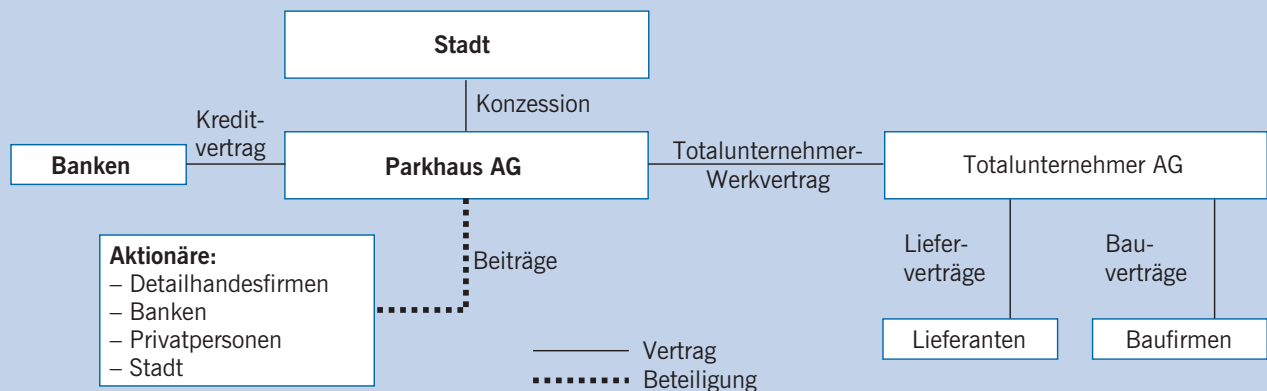 Stadt
Konzession
Kredit-
vertrag
Banken
Parkhaus AG
Totalunternehmer-
Werkvertrag
Totalunternehmer AG
Aktionäre:
– Detailhandesfirmen
– Banken
– Privatpersonen
– Stadt
Beiträge
Liefer-
verträge
Bau-
verträge
Lieferanten
Baufirmen
Vertrag
Beteiligung